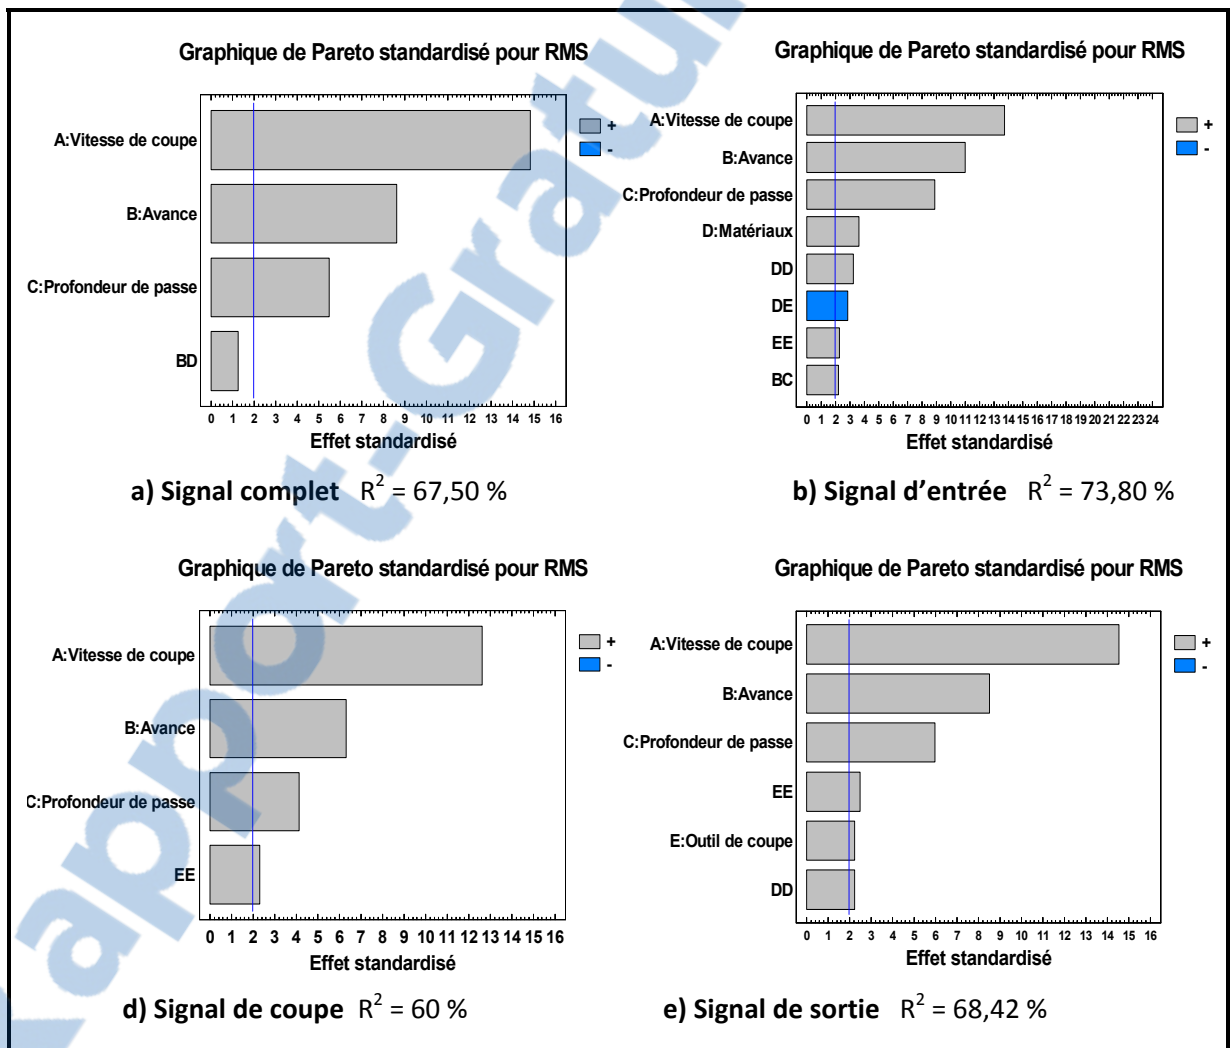 Graphique de Pareto standardisé pour RMS
A:Vitesse de coupe
B:Avance
C:Profondeur de passe
BD
0 1 2 3 4 5 6 7 8 9 10 11 12 13 14 15 16
Effet standardisé
+
-
a) Signal complet R² = 67,50 %
Graphique de Pareto standardisé pour RMS
A:Vitesse de coupe
B:Avance
C:Profondeur de passe
D:Matériaux
DD
DE
EE
BC
0 1 2 3 4 5 6 7 8 9 10 11 12 13 14 15 16 17 18 19 20 21 22 23 24
Effet standardisé
+
-
b) Signal d’entrée R² = 73,80 %
Graphique de Pareto standardisé pour RMS
A:Vitesse de coupe
B:Avance
C:Profondeur de passe
EE
0 1 2 3 4 5 6 7 8 9 10 11 12 13 14 15 16
Effet standardisé
+
-
d) Signal de coupe R² = 60 %
Graphique de Pareto standardisé pour RMS
A:Vitesse de coupe
B:Avance
C:Profondeur de passe
EE
E:Outil de coupe
DD
0 1 2 3 4 5 6 7 8 9 10 11 12 13 14 15 16
Effet standardisé
+
-
e) Signal de sortie R² = 68,42 %
Rapport-Gratui